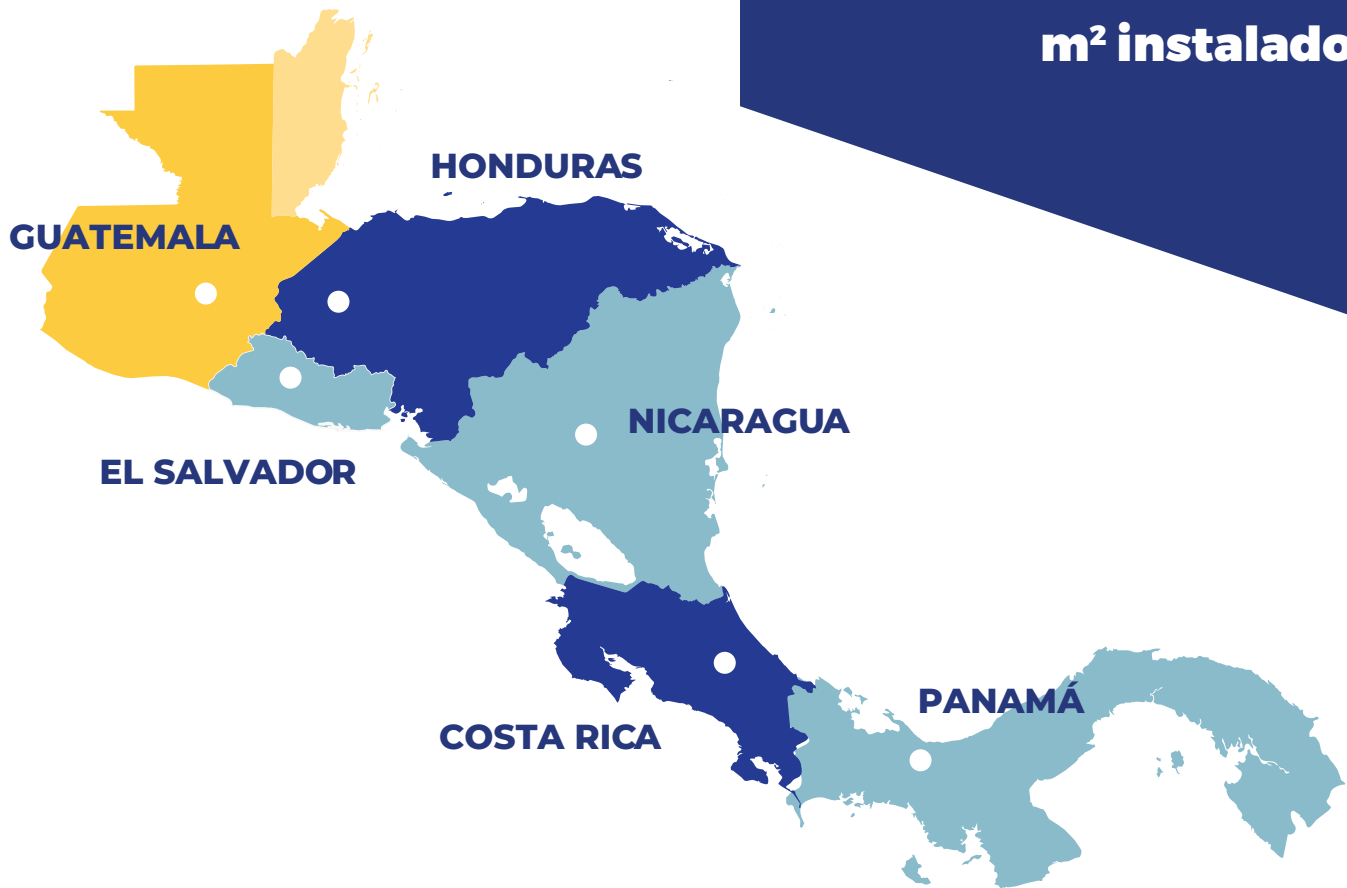 m² instalado
HONDURAS
GUATEMALA
NICARAGUA
EL SALVADOR
PANAMÁ
COSTA RICA